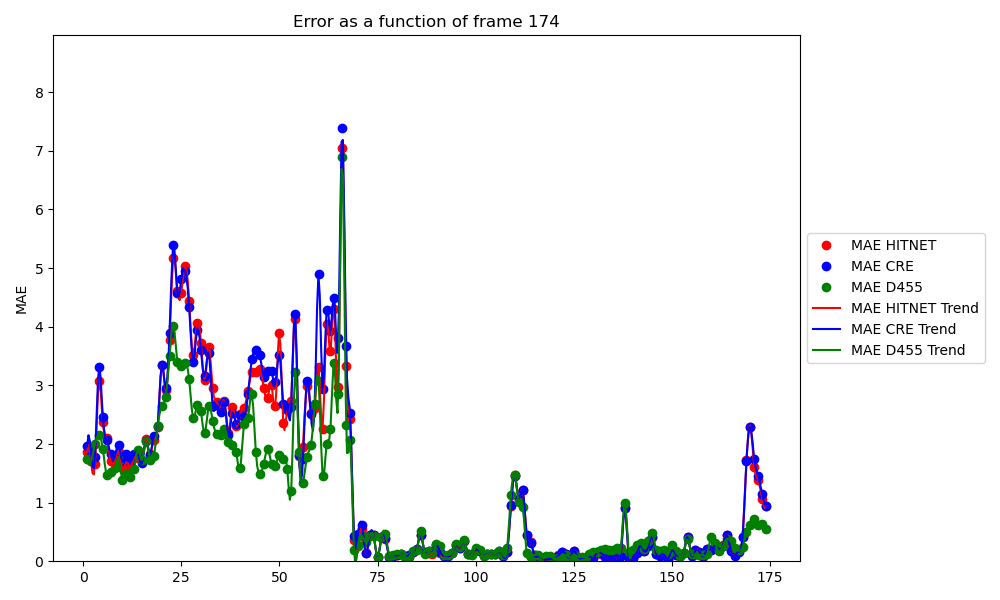 Error as a function of frame 174
MAE
8
7
6
5
4
3
2
1
0
0 25 50 75 100 125 150 175
MAE HITNET
MAE CRE
MAE D455
MAE HITNET Trend
MAE CRE Trend
MAE D455 Trend